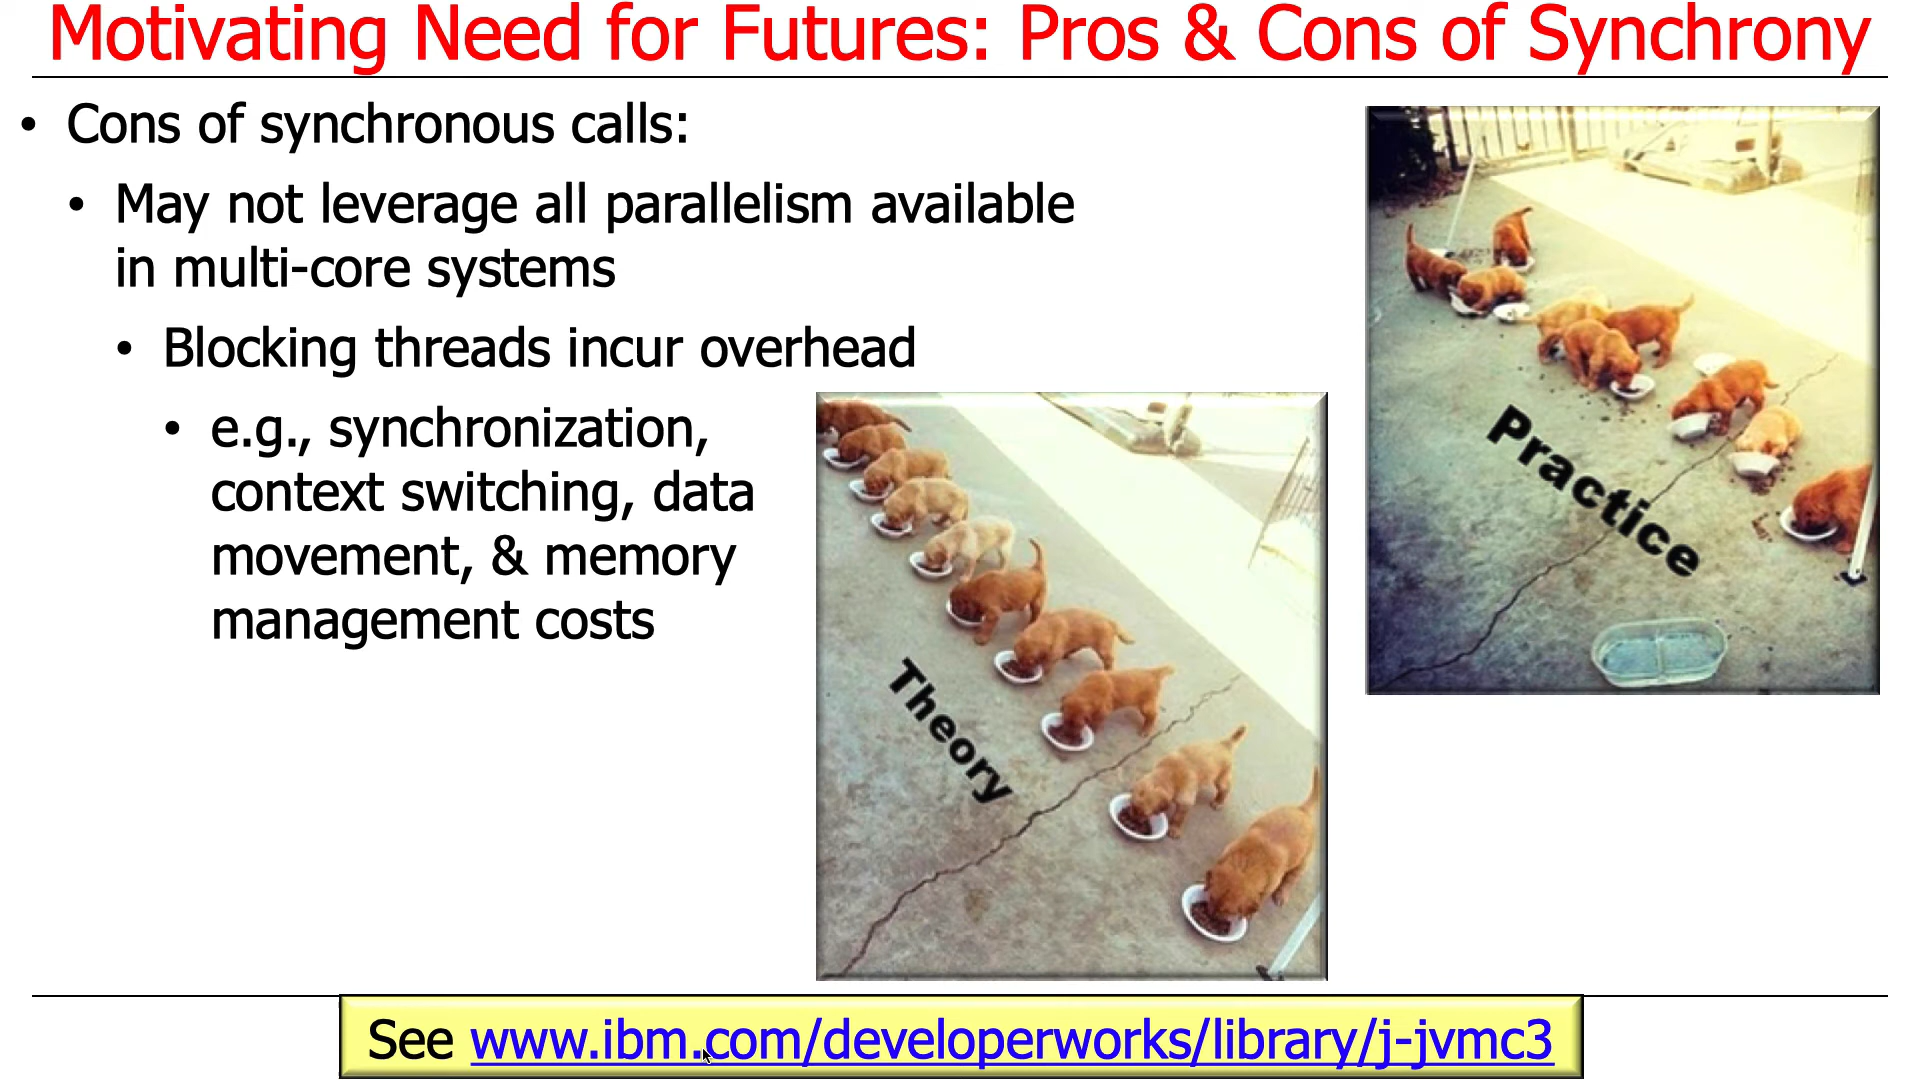 Motivating Need for Futures: Pros & Cons of Synchrony
• Cons of synchronous calls:
• May not leverage all parallelism available
in multi-core systems
• Blocking threads incur overhead
• e.g., synchronization,
context switching, data
movement, & memory
management costs
Theory
Practice
See www.ibm.com/developerworks/library/j-jvmc3